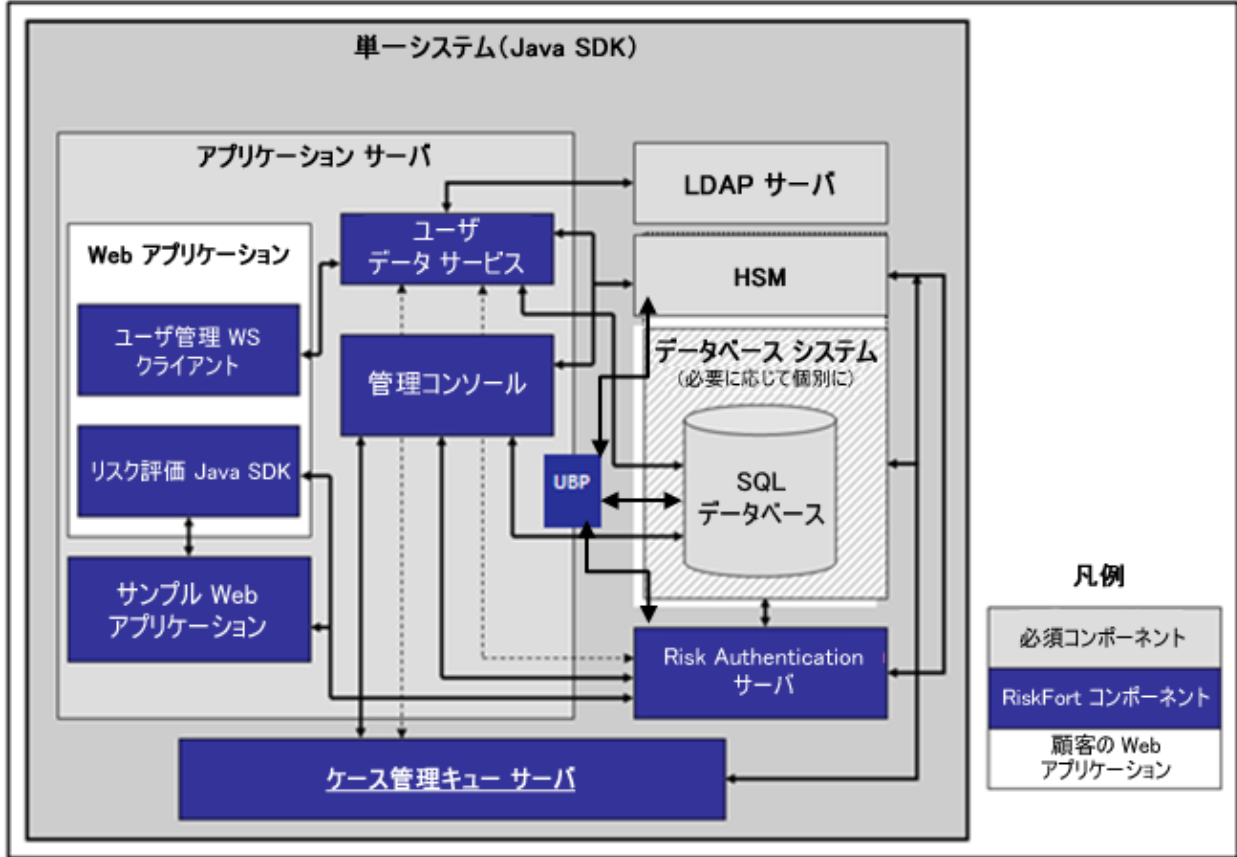 単一システム(Java SDK)
アプリケーション サーバ
Web アプリケーション
ユーザ管理 WS
クライアント
リスク評価 Java SDK
サンプル Web
アプリケーション
ユーザ
データ サービス
管理コンソール
UBP
LDAP サーバ
HSM
データベース システム
(必要に応じて個別に)
SQL
データベース
Risk Authentication
サーバ
ケース管理キュー サーバ
凡例
必須コンポーネント
RiskFort コンポーネント
顧客の Web
アプリケーション